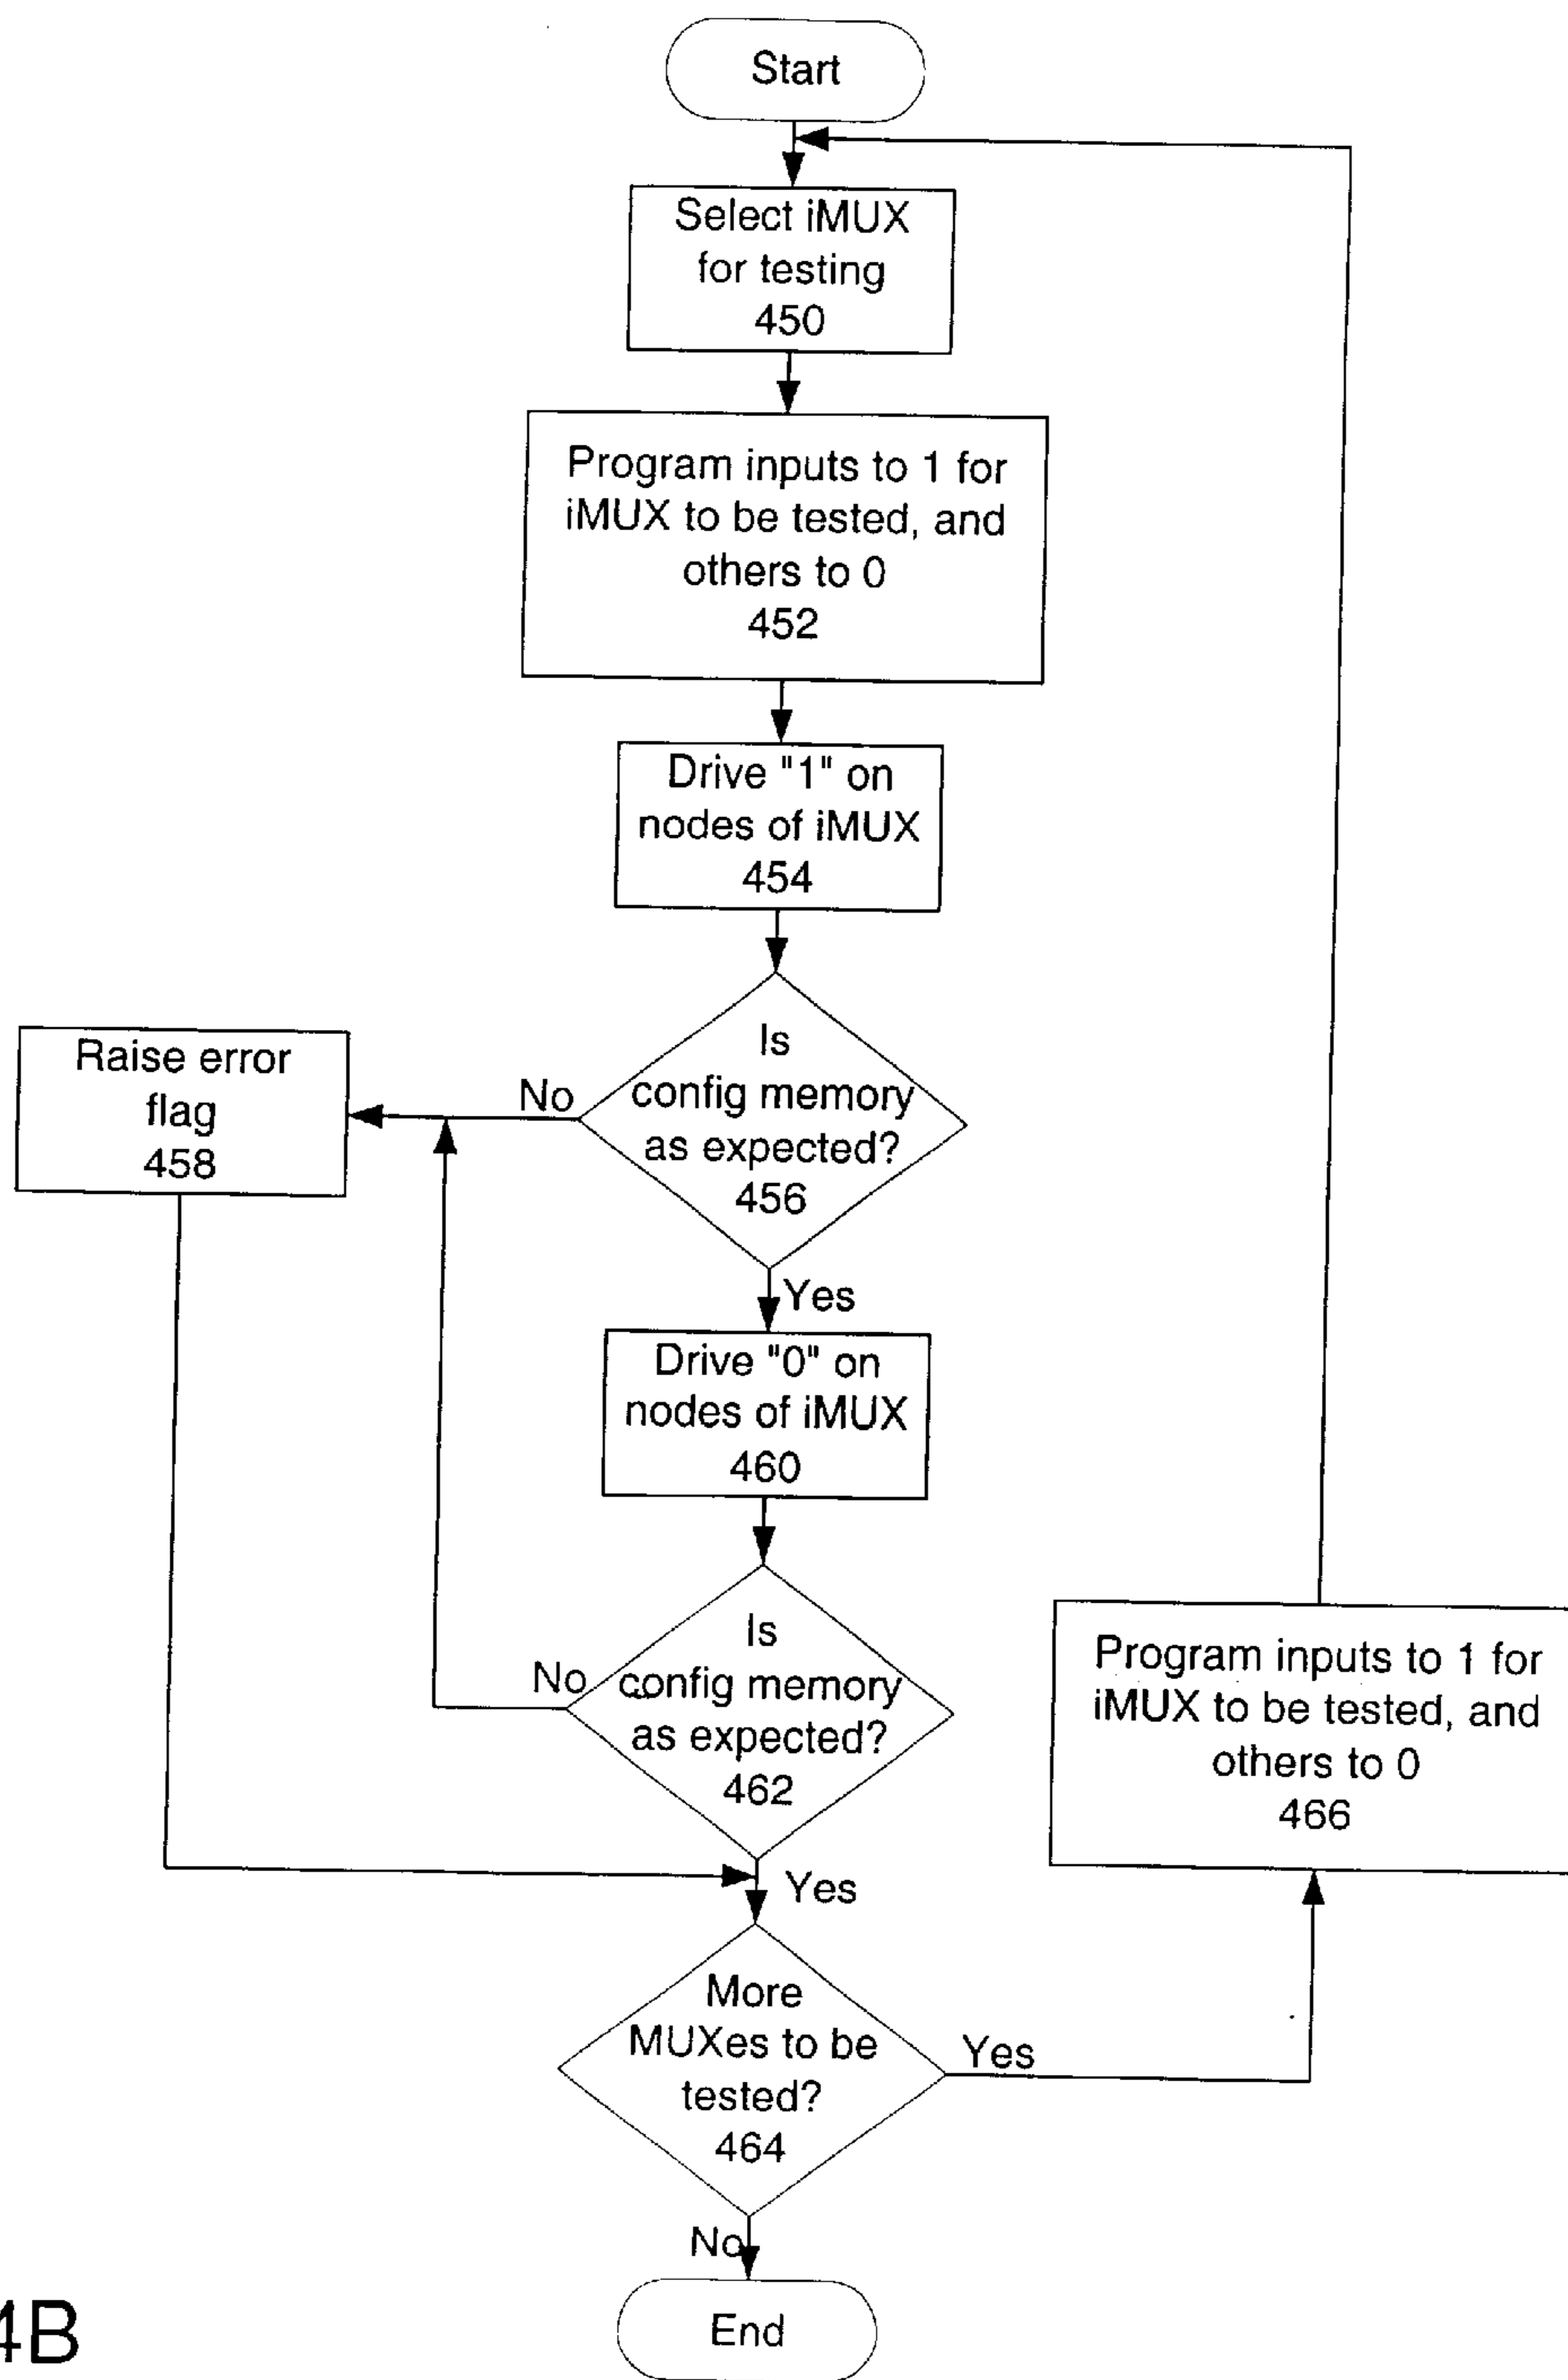 Start
Select iMUX
for testing
450
Program inputs to 1 for
iMUX to be tested, and
others to 0
452
Drive "1" on
nodes of iMUX
454
Is
config memory
as expected?
456
No
Raise error
flag
458
Yes
Drive "0" on
nodes of iMUX
460
Is
config memory
as expected?
462
No
Yes
More
MUXes to be
tested?
464
Yes
Program inputs to 1 for
iMUX to be tested, and
others to 0
466
No
End
4B